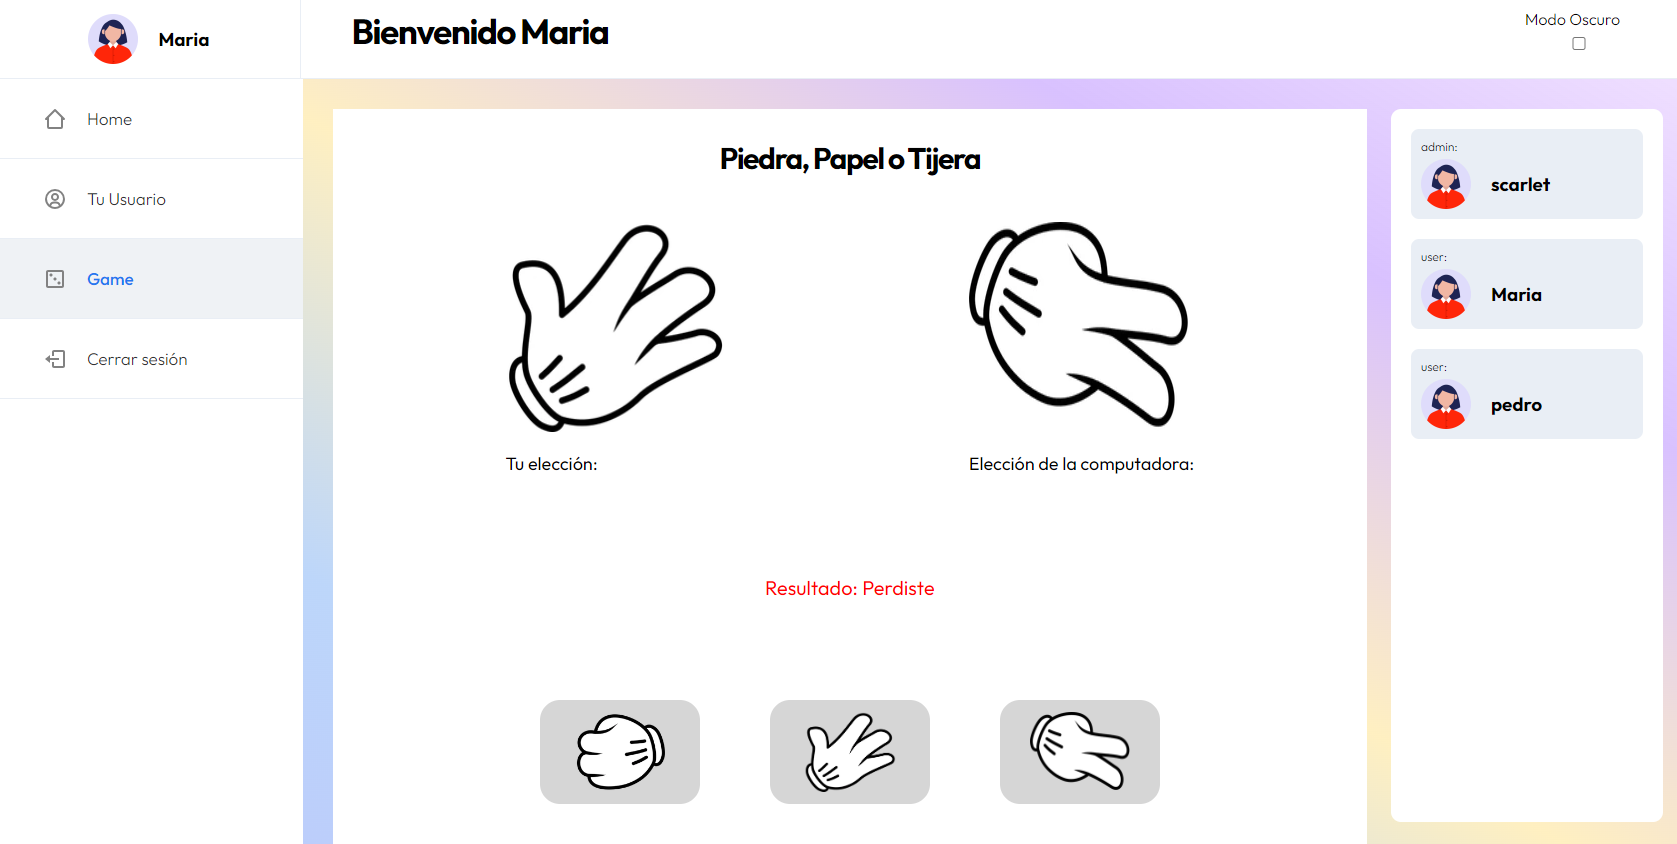 Maria
Bienvenido Maria
Modo Oscuro
Home
Tu Usuario
Game
Cerrar sesión
Piedra, Papel o Tijera
Tu elección:
Elección de la computadora:
Resultado: Perdiste
admin:
scarlet
user:
Maria
user:
pedro